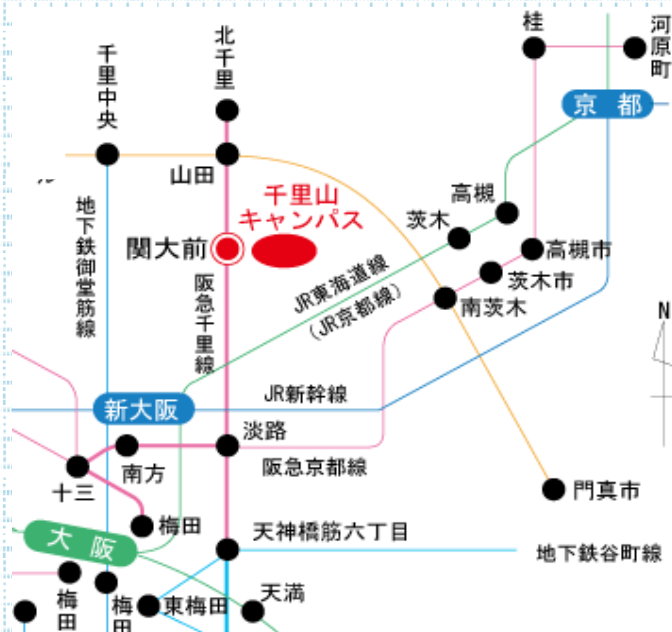 北千里
桂
河原町
千里中央
京都
山田
千里山
キャンパス
高槻
茨木
関大前
高槻市
茨木市
南茨木
地下鉄御堂筋線
阪急千里線
JR東海道線
(JR京都線)
N
JR新幹線
新大阪
淡路
阪急京都線
南方
十三
門真市
梅田
天神橋筋六丁目
大阪
地下鉄谷町線
梅田
梅田
東梅田
天満